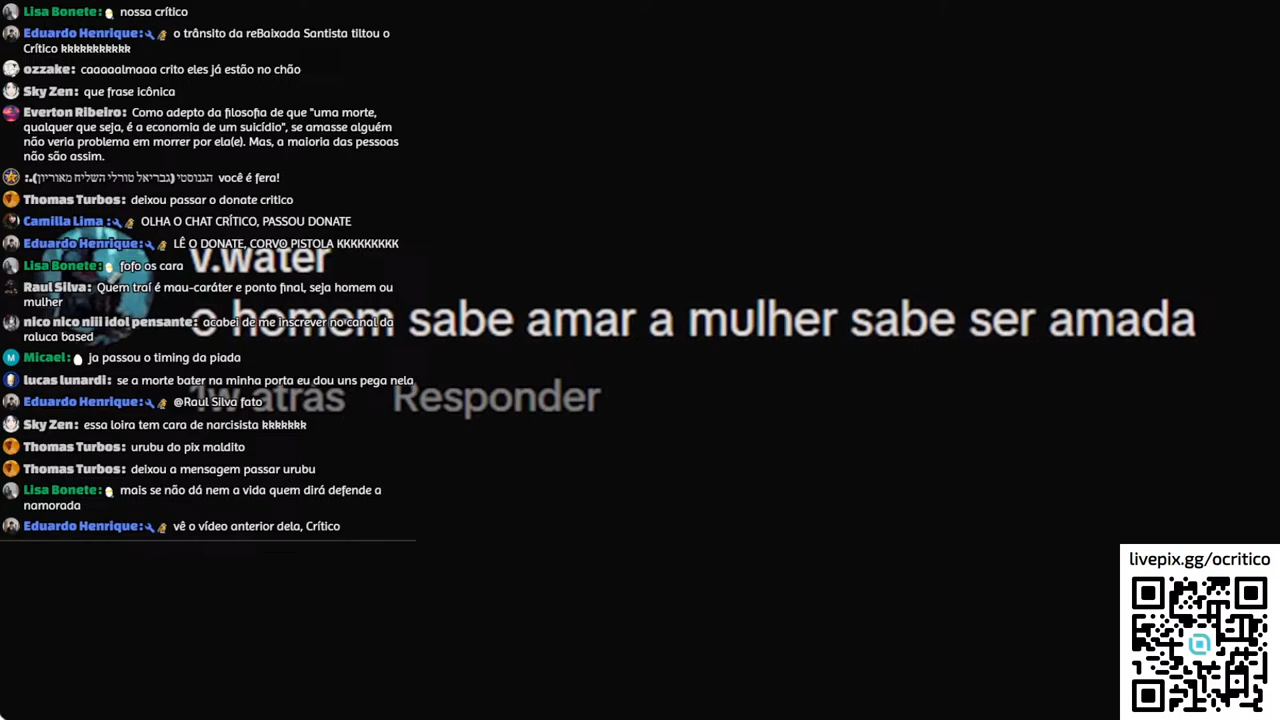 Lisa Bonete: nossa crítico
Eduardo Henrique: o trânsito da reBaixada Santista tiltou o
Crítico kkkkkkkkkkk
ozzake: caaaaalmaaa crito eles já estão no chão
Sky Zen: que frase icônica
Everton Ribeiro: Como adepto da filosofia de que "uma morte,
qualquer que seja, é a economia de um suicídio", se amasse alguém
não veria problema em morrer por ela(e). Mas, a maioria das pessoas
não são assim.
הגנוסטי (גבריאל טורלי השליח מאוריון).: você é fera!
Thomas Turbos: deixou passar o donate critico
Camilla Lima : OLHA O CHAT CRÍTICO, PASSOU DONATE
Eduardo Henrique: LÊ O DONATE, CORVO PISTOLA KKKKKKKKK
v.water
Lisa Bonete: fofo os cara
Raul Silva: Quem traí é mau-caráter e ponto final, seja homem ou
mulher
o homem sabe amar a mulher sabe ser amada
nico nico niii idol pensante: acabei de me inscrever no canal da
raluca based
Micael: ja passou o timing da piada
lucas lunardi: se a morte bater na minha porta eu dou uns pega nela
1w atrás Responder
Eduardo Henrique: @Raul Silva fato
Sky Zen: essa loira tem cara de narcisista kkkkkkk
Thomas Turbos: urubu do pix maldito
Thomas Turbos: deixou a mensagem passar urubu
Lisa Bonete: mais se não dá nem a vida quem dirá defende a
namorada
Eduardo Henrique: vê o vídeo anterior dela, Crítico
livepix.gg/ocritico